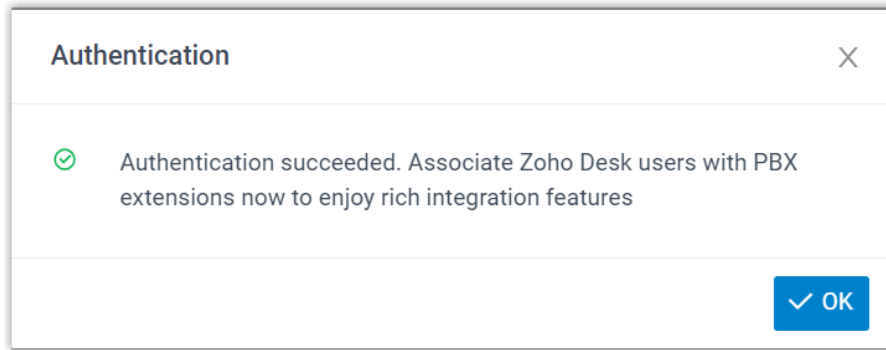 Authentication
Authentication succeeded. Associate Zoho Desk users with PBX
extensions now to enjoy rich integration features
OK